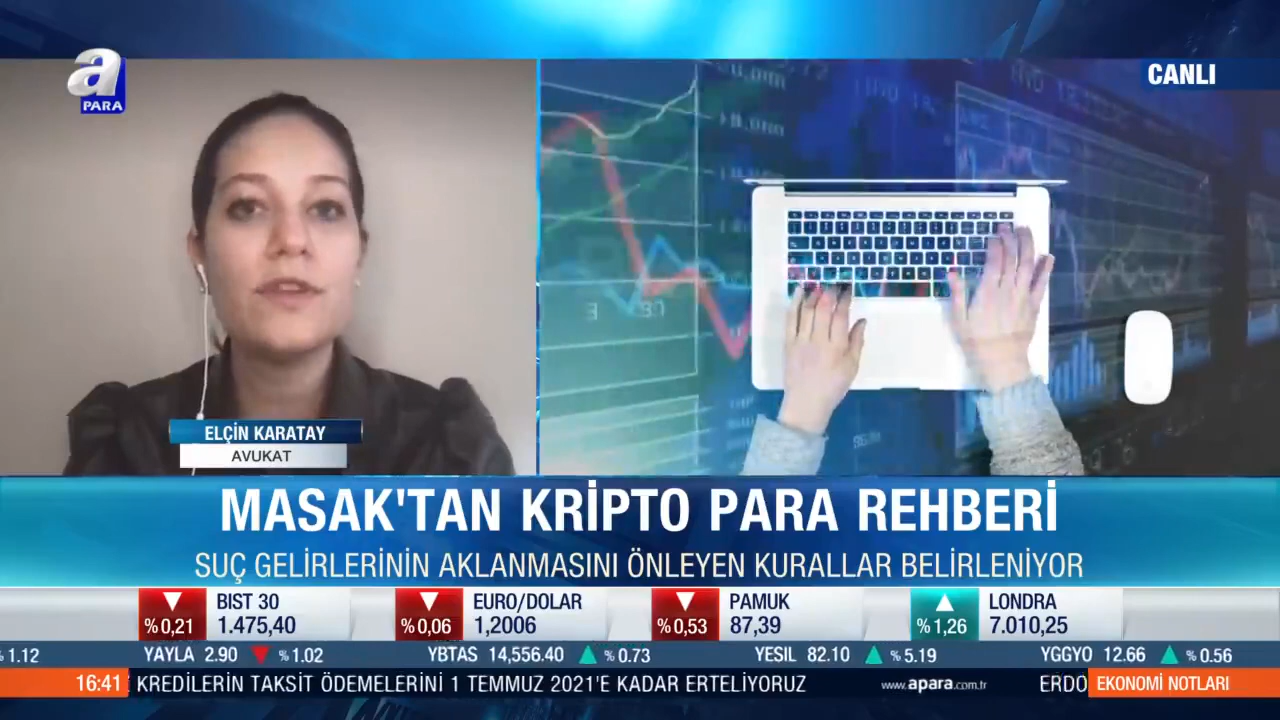 a
PARA
CANLI
ELÇİN KARATAY
AVUKAT
MASAK'TAN KRİPTO PARA REHBERİ
SUÇ GELİRLERİNİN AKLANMASINI ÖNLEYEN KURALLAR BELİRLENİYOR
% 0,21 BIST 30 1.475,40
% 0,06 EURO/DOLAR 1,2006
% 0,53 PAMUK 87,39
% 1,26 LONDRA 7.010,25
% 1.12 YAYLA 2.90 % 1.02 YBTAS 14,556.40 % 0.73 YESIL 82.10 % 5.19 YGGYO 12.66 % 0.56
16:41 KREDİLERİN TAKSİT ÖDEMELERİNİ 1 TEMMUZ 2021'E KADAR ERTELİYORUZ www.apara.com.tr ERDO EKONOMİ NOTLARI